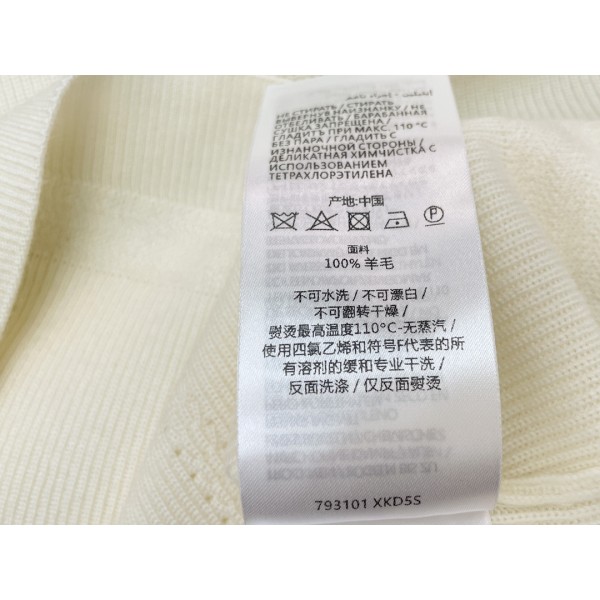 НЕ СТИРАТЬ / СТИРАТЬ
ВЫВЕРНУВ НАИЗНАНКУ / НЕ
ОТБЕЛИВАТЬ / БАРАБАННАЯ
СУШКА ЗАПРЕЩЕНА /
ГЛАДИТЬ ПРИ МАКС. 110 °C
БЕЗ ПАРА / ГЛАДИТЬ С
ИЗНАНОЧНОЙ СТОРОНЫ /
ДЕЛИКАТНАЯ ХИМЧИСТКА С
ИСПОЛЬЗОВАНИЕМ
ТЕТРАХЛОРЭТИЛЕНА
产地:中国
P
面料
100% 羊毛
不可水洗 / 不可漂白 /
不可翻转干燥 /
熨烫最高温度110°C-无蒸汽 /
使用四氯乙烯和符号F代表的所
有溶剂的缓和专业干洗 /
反面洗涤 / 仅反面熨烫
793101 XKD5S